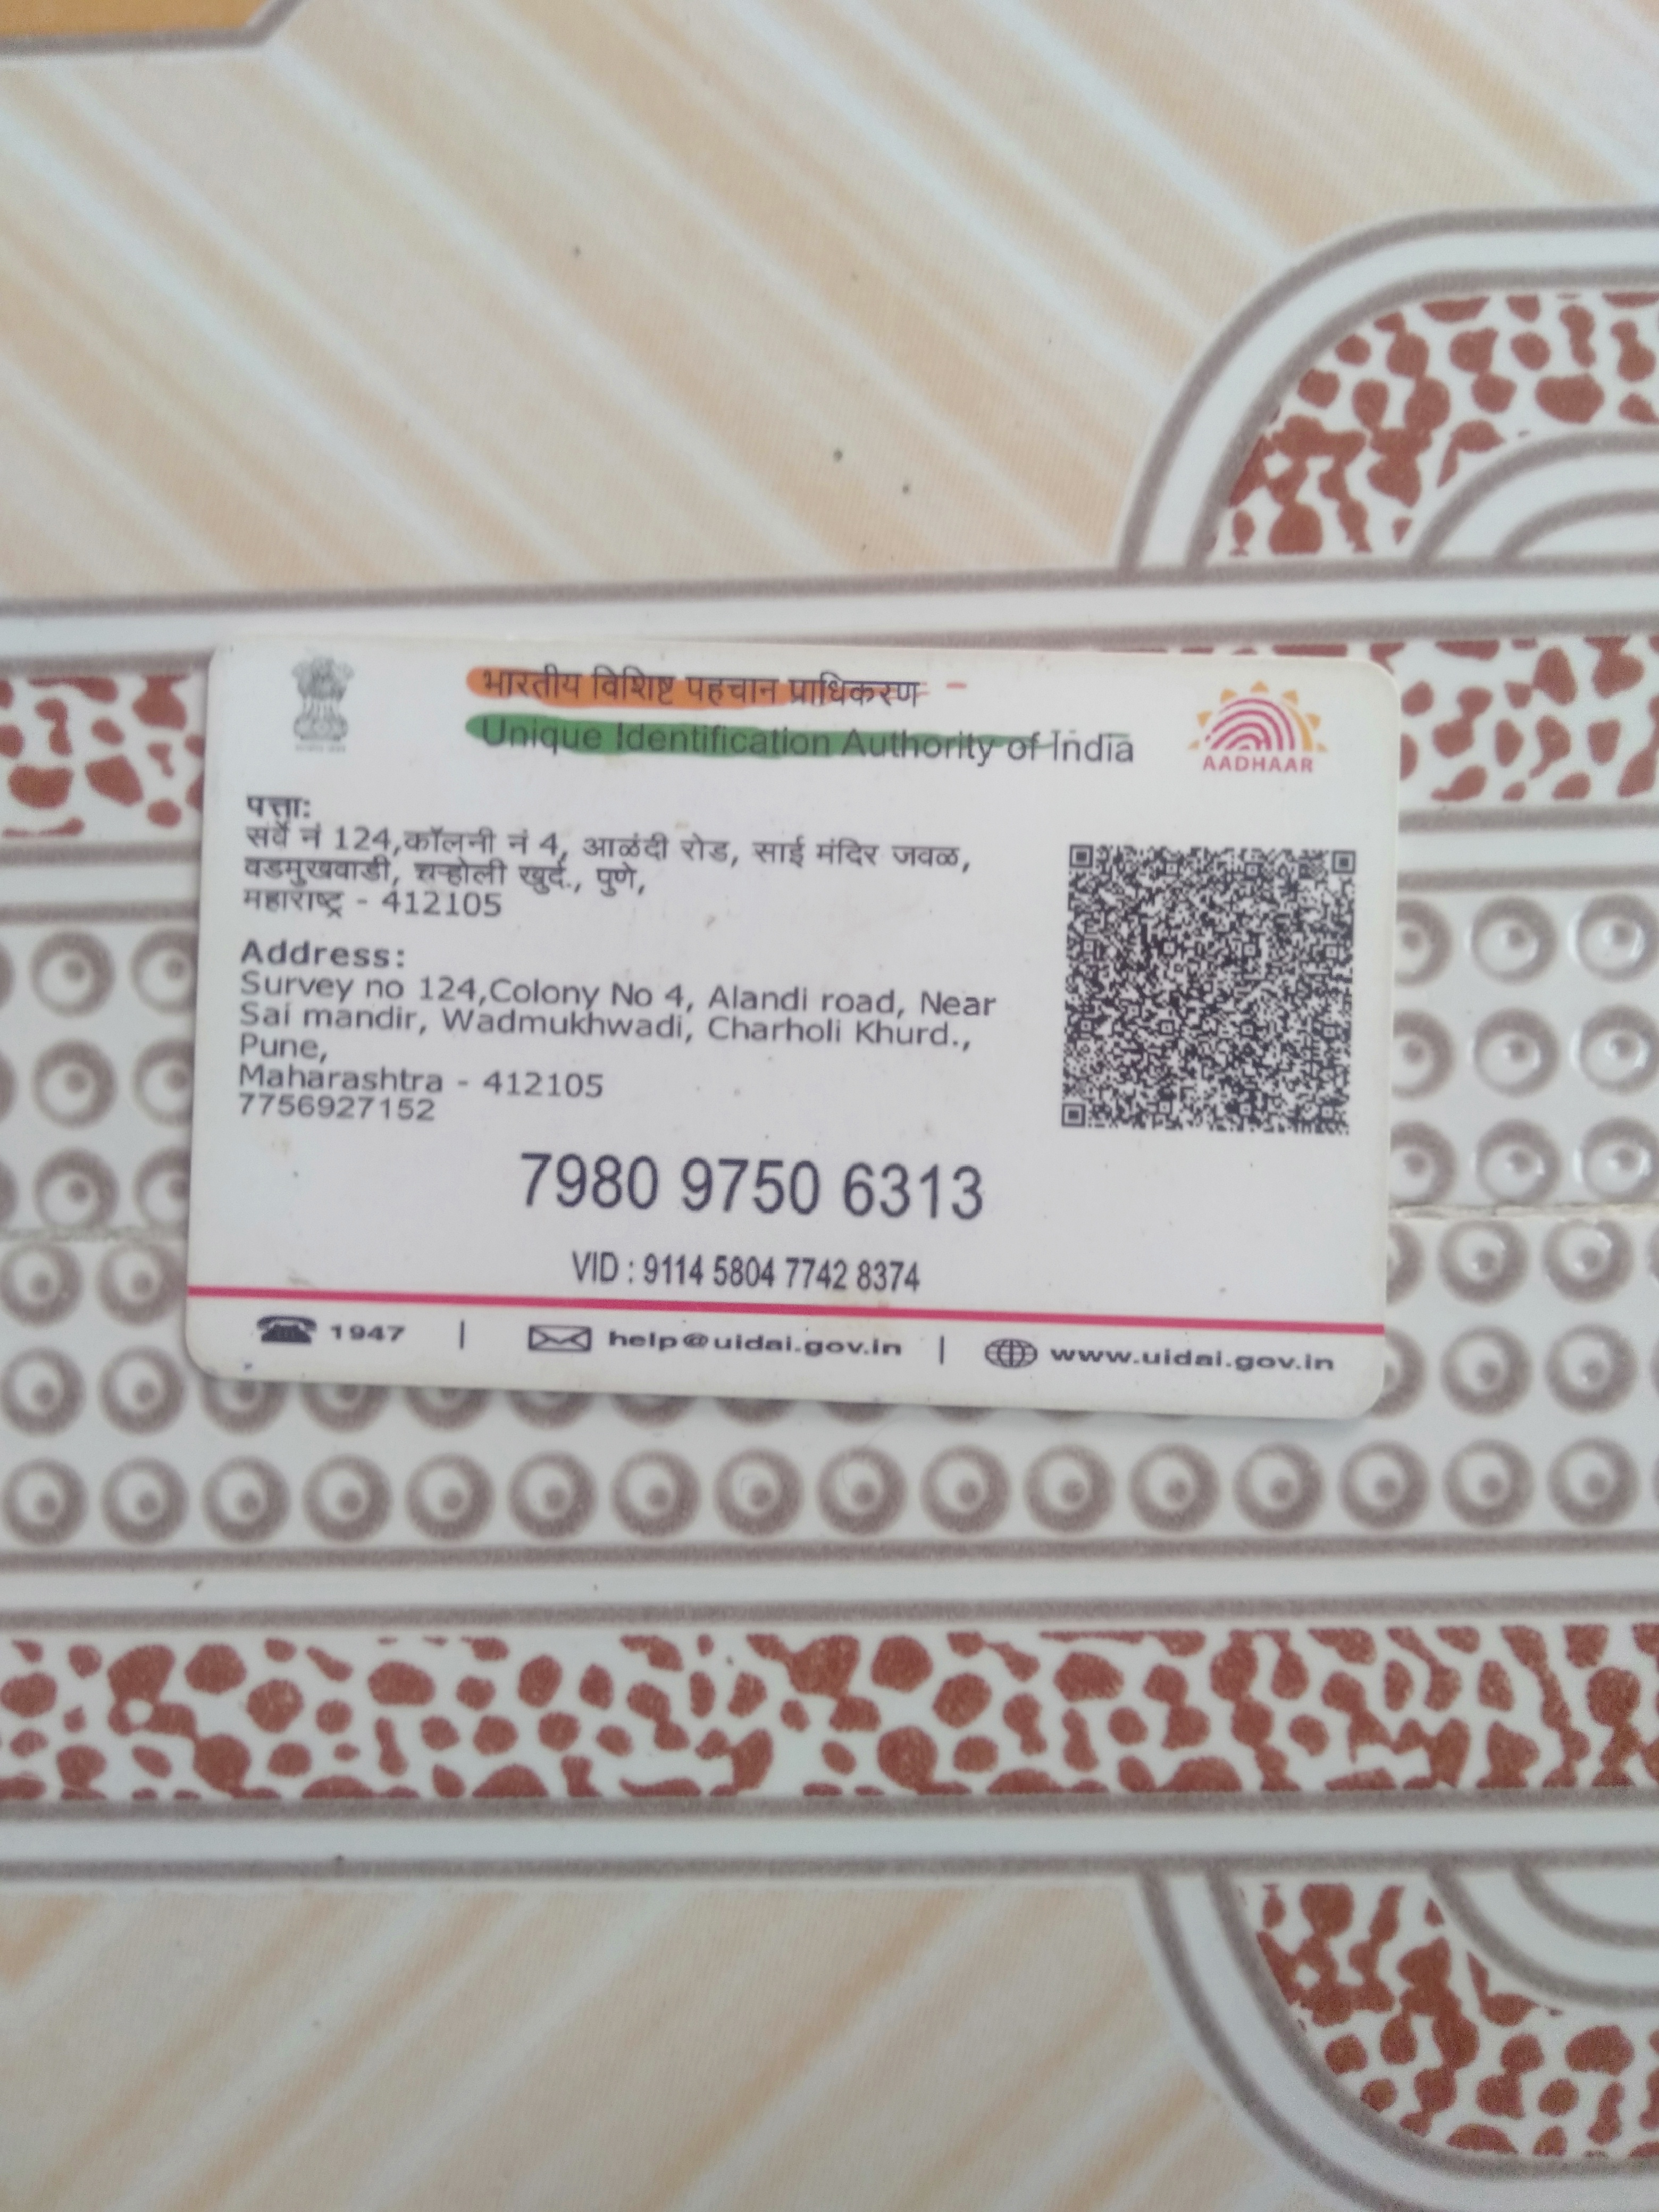 भारतीय विशिष्ट पहचान प्राधिकरण
Unique Identification Authority of India
AADHAAR
पत्ता:
सर्वे नं 124,कॉलनी नं 4, आळंदी रोड, साई मंदिर जवळ,
वडमुखवाडी, चऱ्होली खुर्द., पुणे,
महाराष्ट्र - 412105
Address:
Survey no 124,Colony No 4, Alandi road, Near
Sai mandir, Wadmukhwadi, Charholi Khurd.,
Pune,
Maharashtra - 412105
7756927152
7980 9750 6313
VID : 9114 5804 7742 8374
1947 | help@uidai.gov.in | www.uidai.gov.in